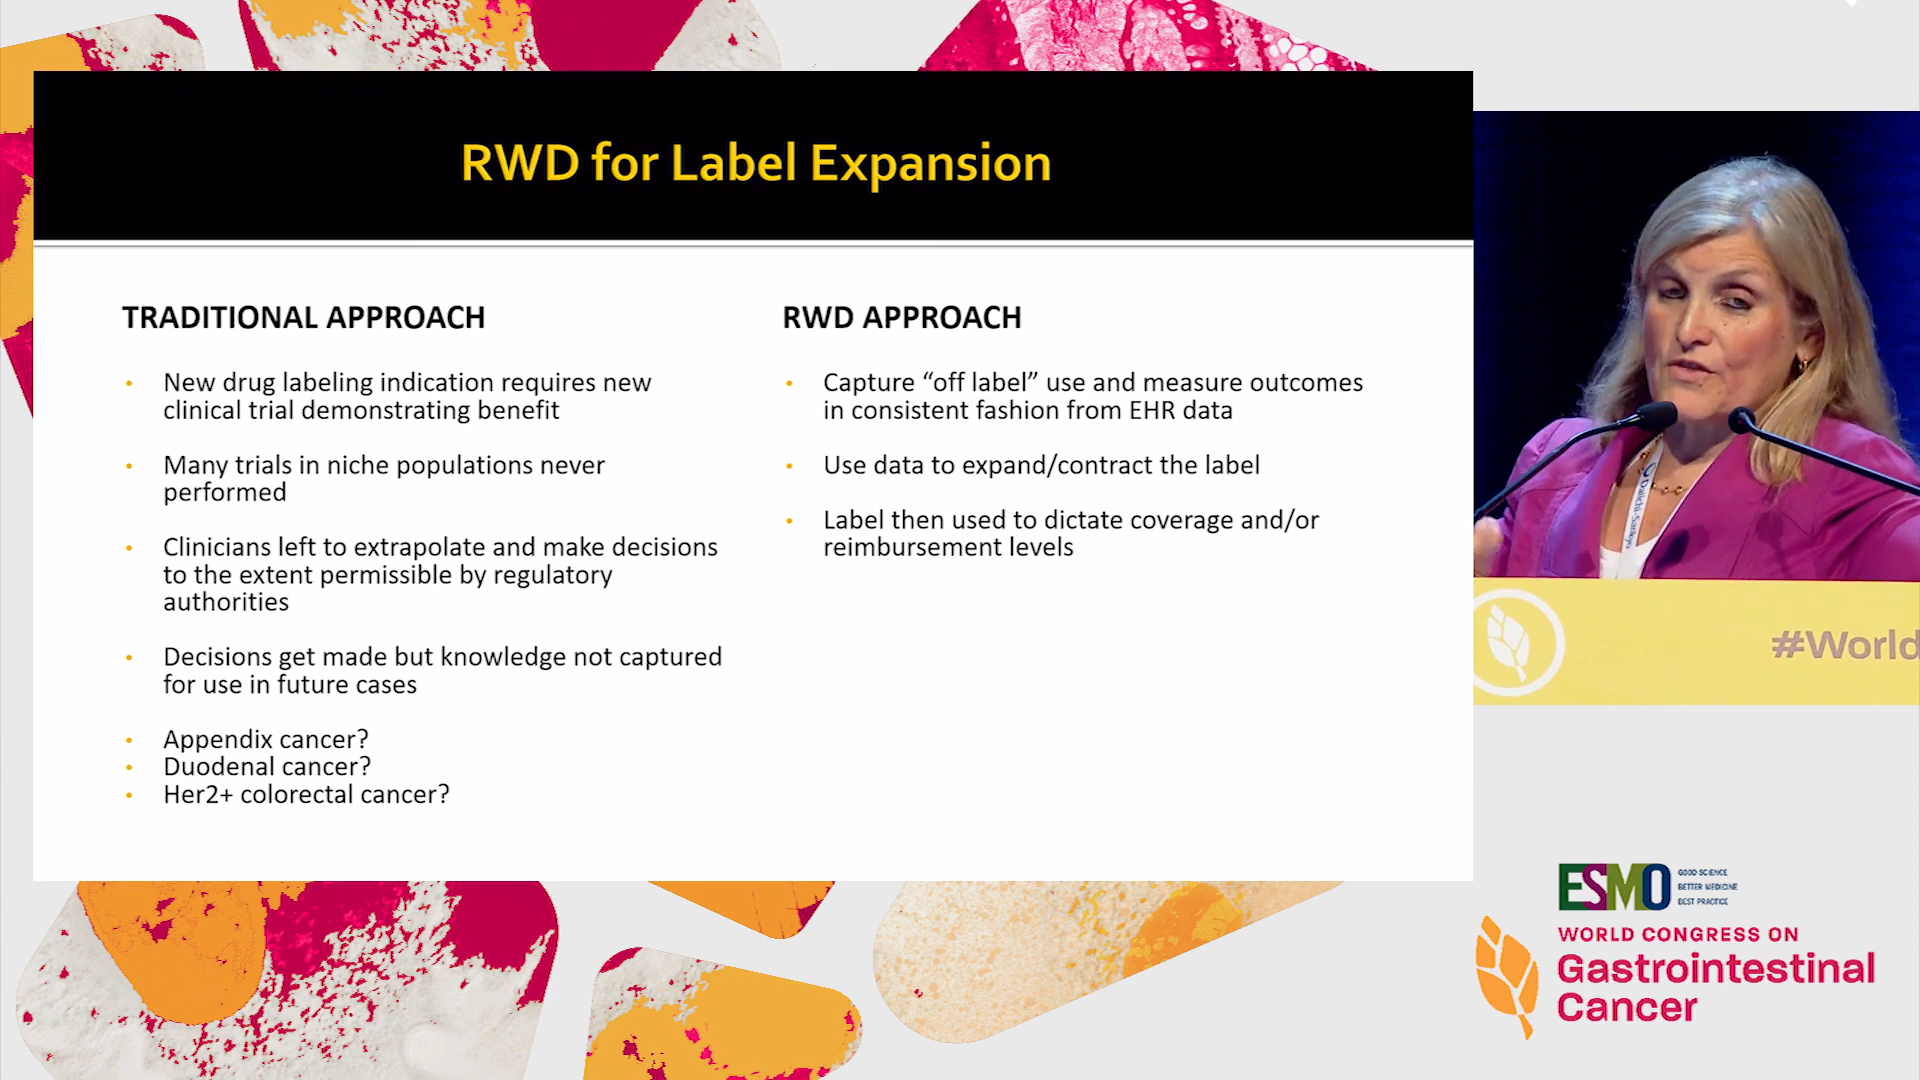 RWD for Label Expansion
TRADITIONAL APPROACH
• New drug labeling indication requires new
clinical trial demonstrating benefit
• Many trials in niche populations never
performed
• Clinicians left to extrapolate and make decisions
to the extent permissible by regulatory
authorities
• Decisions get made but knowledge not captured
for use in future cases
• Appendix cancer?
• Duodenal cancer?
• Her2+ colorectal cancer?
RWD APPROACH
• Capture “off label” use and measure outcomes
in consistent fashion from EHR data
• Use data to expand/contract the label
• Label then used to dictate coverage and/or
reimbursement levels
Daiichi-Sankyo
#World
ESMO
GOOD SCIENCE
BETTER MEDICINE
BEST PRACTICE
WORLD CONGRESS ON
Gastrointestinal
Cancer